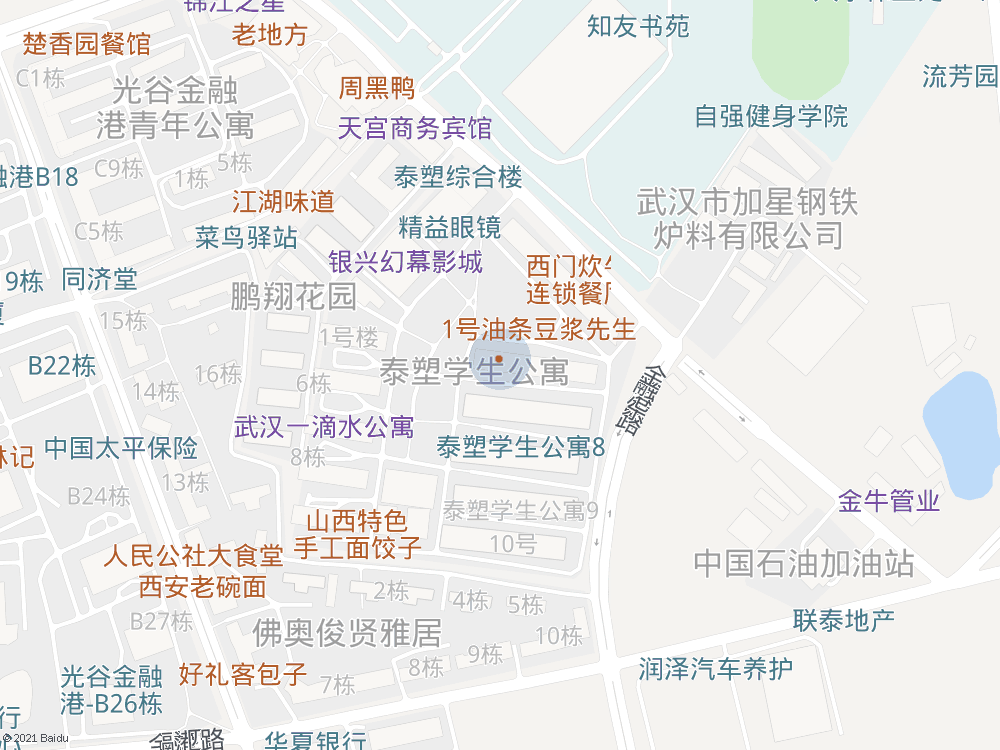 锦江之星
知友书苑
老地方
楚香园餐馆
流芳园
C1栋
周黑鸭
光谷金融
港青年公寓
自强健身学院
天宫商务宾馆
5栋
C9栋
1栋
港B18
泰塑综合楼
江湖味道
武汉市加星钢铁
炉料有限公司
精益眼镜
C5栋
菜鸟驿站
银兴幻幕影城
西门炊
连锁餐
9栋
同济堂
鹏翔花园
15栋
1号楼
1号油条豆浆先生
B22栋
16栋
6栋
泰塑学生公寓
14栋
金融港路
武汉一滴水公寓
中国太平保险
泰塑学生公寓8
林记
8栋
13栋
B24栋
金牛管业
泰塑学生公寓9
山西特色
手工面饺子
10号
人民公社大食堂
中国石油加油站
西安老碗面
2栋
4栋
5栋
B27栋
联泰地产
佛奥俊贤雅居
10栋
9栋
8栋
润泽汽车养护
光谷金融
港-B26栋
好礼客包子
7栋
行
华夏银行
© 2021 Baidu